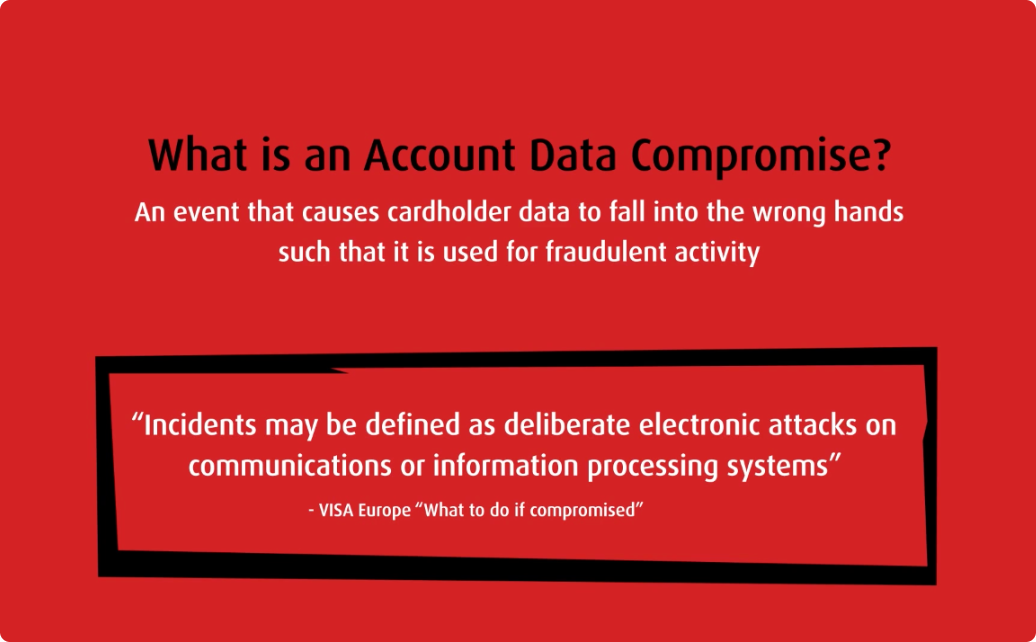 What is an Account Data Compromise?
An event that causes cardholder data to fall into the wrong hands
such that it is used for fraudulent activity
“Incidents may be defined as deliberate electronic attacks on
communications or information processing systems”
- VISA Europe “What to do if compromised”